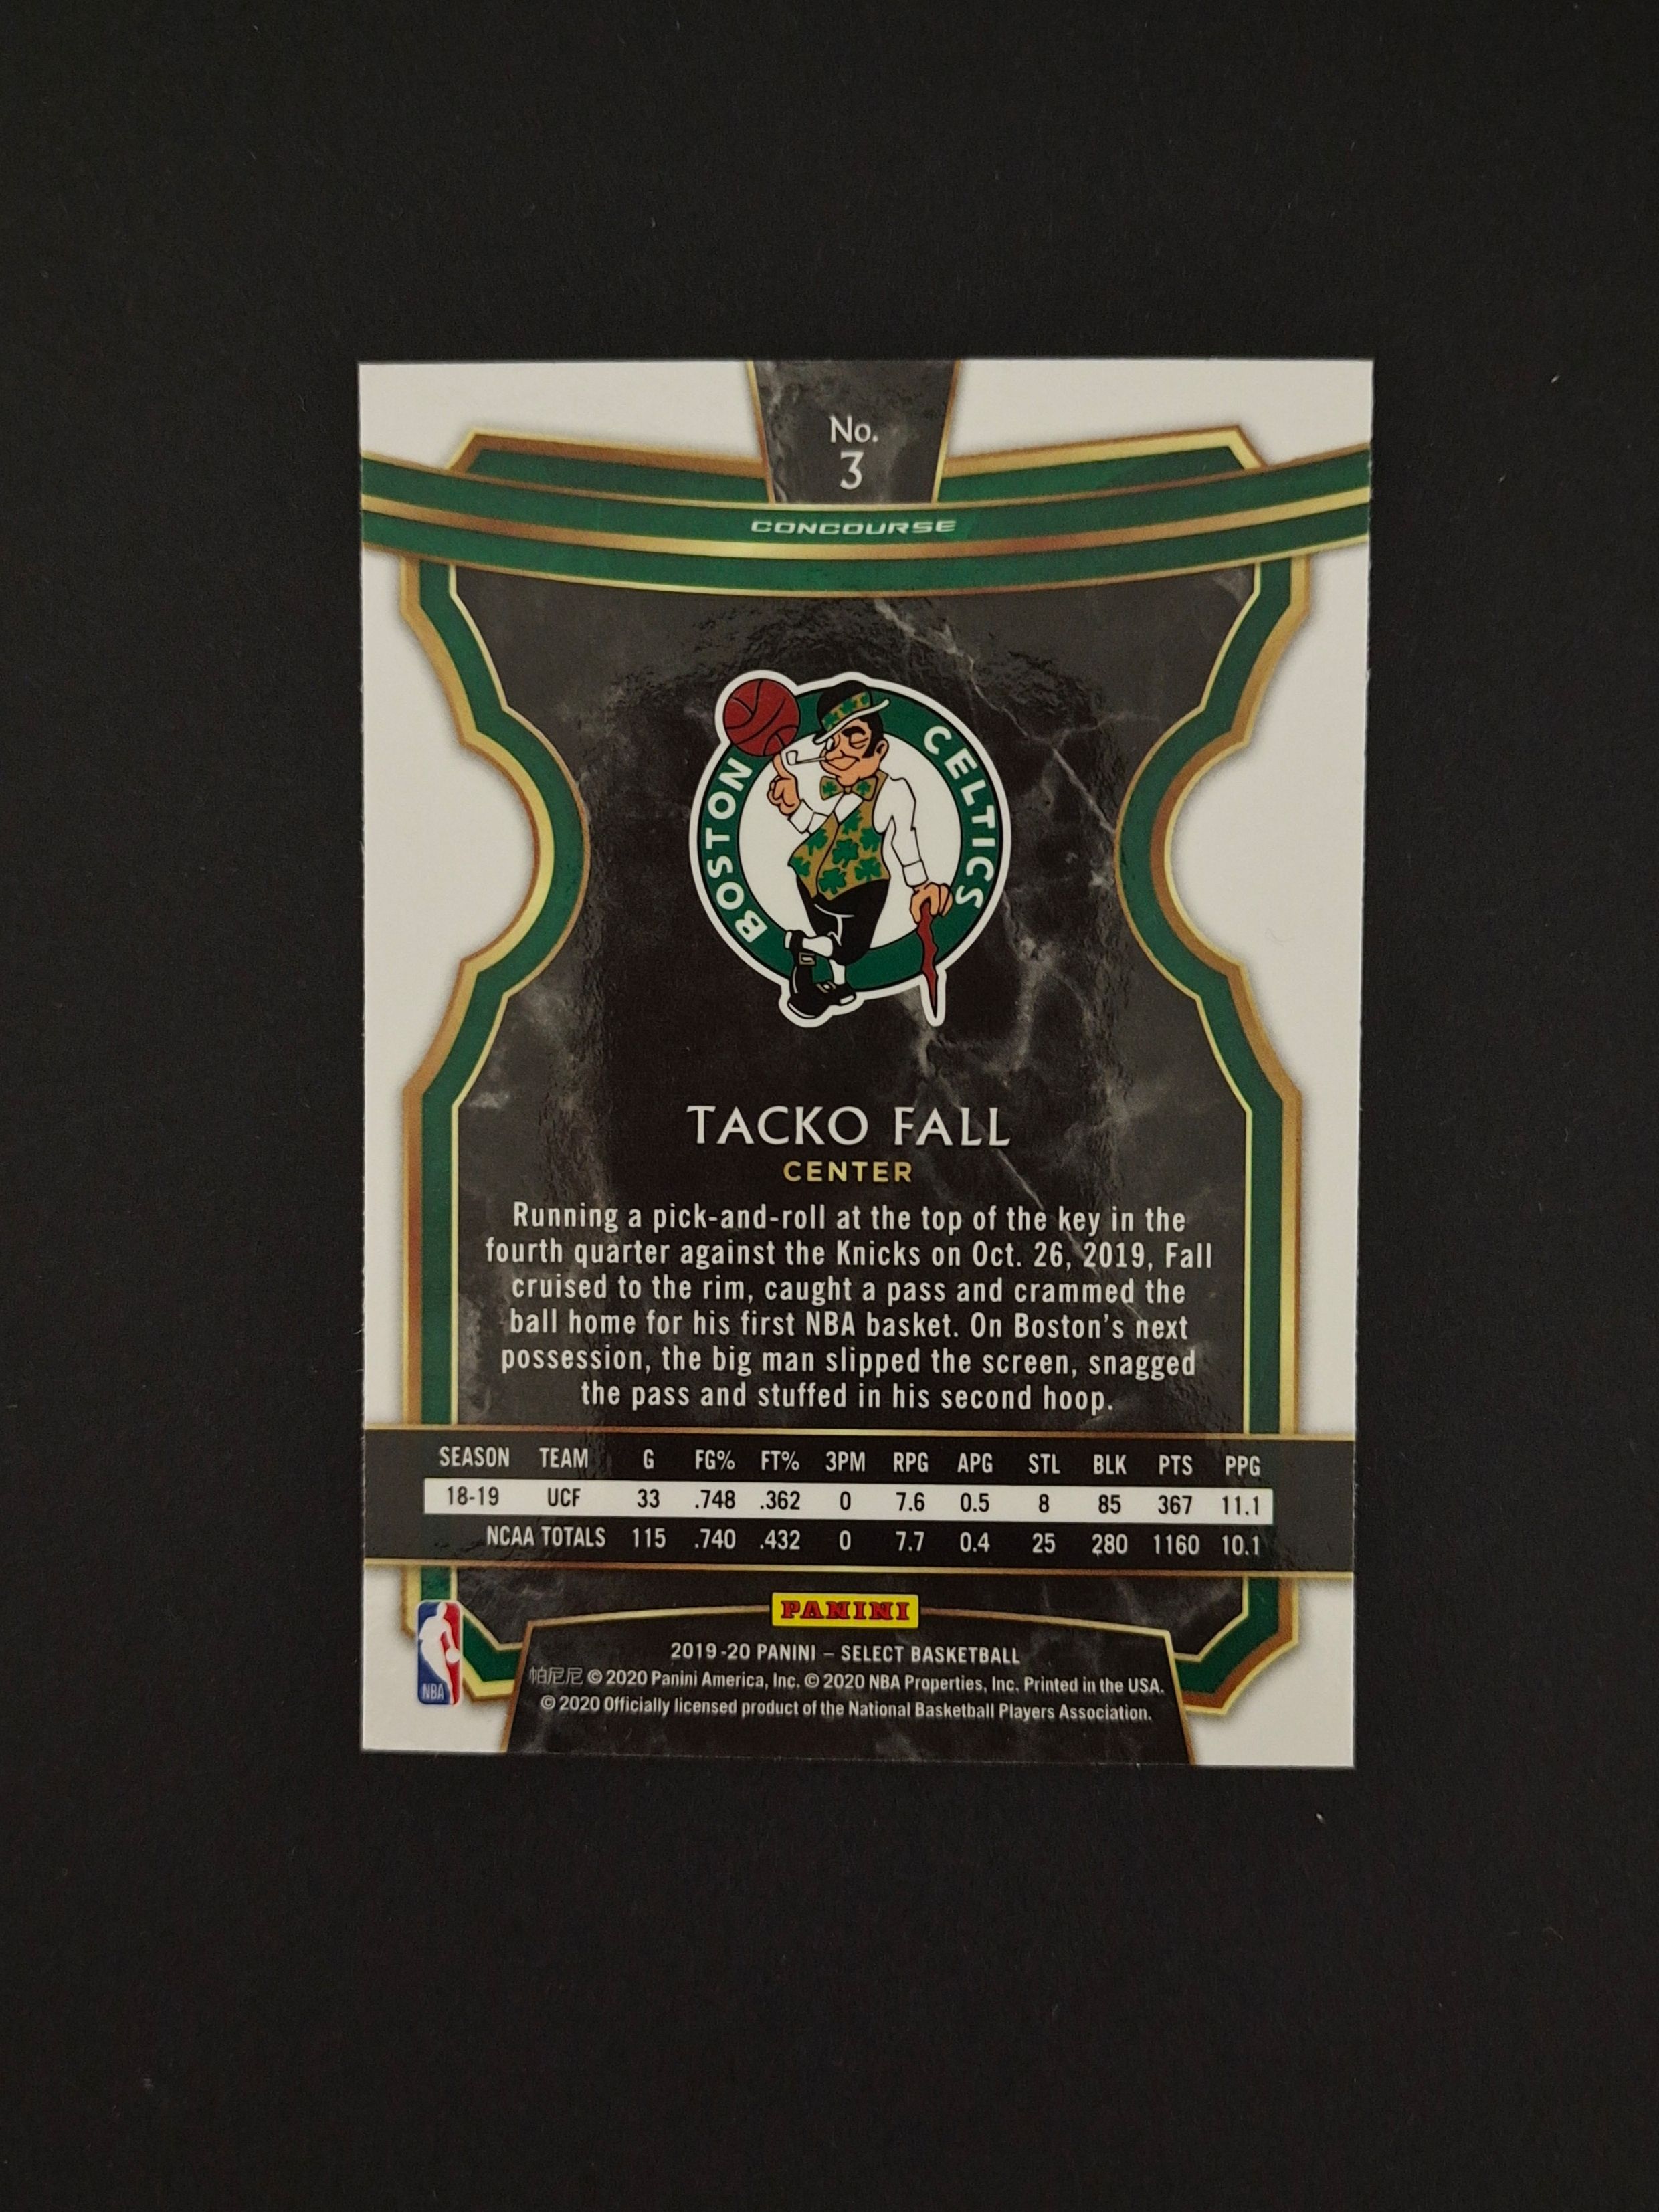 No.
3
CONCOURSE
BOSTON CELTICS
TACKO FALL
CENTER
Running a pick-and-roll at the top of the key in the
fourth quarter against the Knicks on Oct. 26, 2019, Fall
cruised to the rim, caught a pass and crammed the
ball home for his first NBA basket. On Boston's next
possession, the big man slipped the screen, snagged
the pass and stuffed in his second hoop.
SEASON TEAM G FG% FT% 3PM RPG APG STL BLK PTS PPG
18-19 UCF 33 .748 .362 0 7.6 0.5 8 85 367 11.1
NCAA TOTALS 115 .740 .432 0 7.7 0.4 25 280 1160 10.1
PANINI
NBA
2019-20 PANINI – SELECT BASKETBALL
帕尼尼 © 2020 Panini America, Inc. © 2020 NBA Properties, Inc. Printed in the USA.
© 2020 Officially licensed product of the National Basketball Players Association.